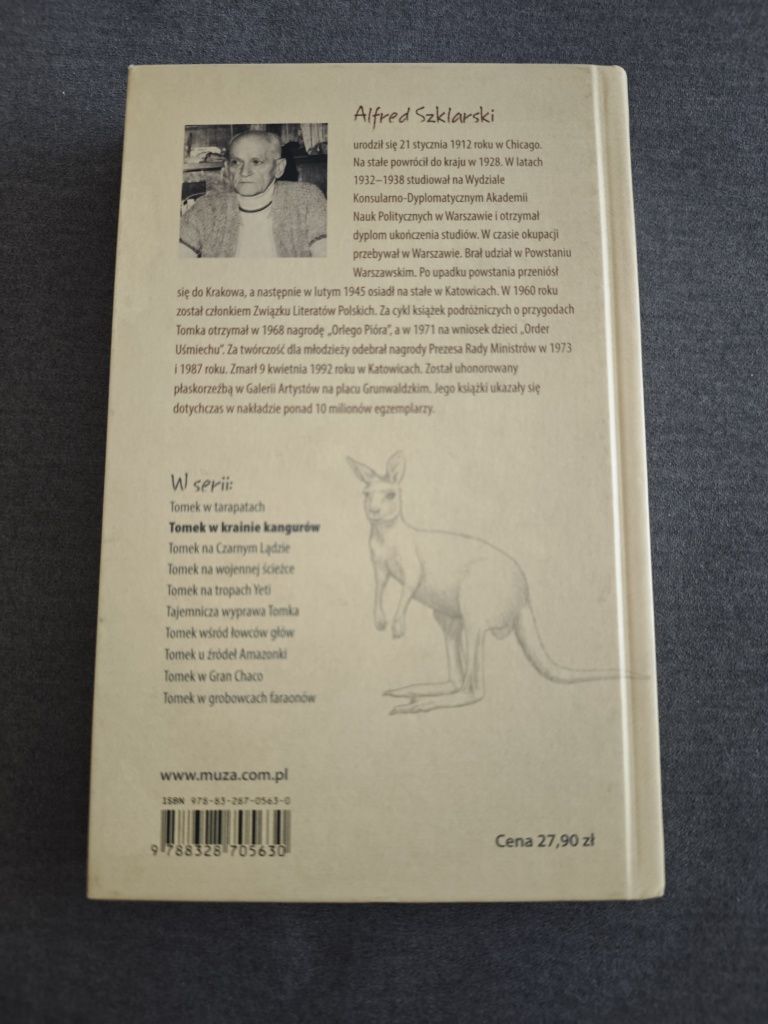 Alfred Szklarski
urodził się 21 stycznia 1912 roku w Chicago.
Na stałe powrócił do kraju w 1928. W latach
1932–1938 studiował na Wydziale
Konsularno-Dyplomatycznym Akademii
Nauk Politycznych w Warszawie i otrzymał
dyplom ukończenia studiów. W czasie okupacji
przebywał w Warszawie. Brał udział w Powstaniu
Warszawskim. Po upadku powstania przeniósł
się do Krakowa, a następnie w lutym 1945 osiadł na stałe w Katowicach. W 1960 roku
został członkiem Związku Literatów Polskich. Za cykl książek podróżniczych o przygodach
Tomka otrzymał w 1968 nagrodę „Orlego Pióra”, a w 1971 na wniosek dzieci „Order
Uśmiechu”. Za twórczość dla młodzieży odebrał nagrody Prezesa Rady Ministrów w 1973
i 1987 roku. Zmarł 9 kwietnia 1992 roku w Katowicach. Został uhonorowany
płaskorzeźbą w Galerii Artystów na placu Grunwaldzkim. Jego książki ukazały się
dotychczas w nakładzie ponad 10 milionów egzemplarzy.
W serii:
Tomek w tarapatach
Tomek w krainie kangurów
Tomek na Czarnym Lądzie
Tomek na wojennej ścieżce
Tomek na tropach Yeti
Tajemnicza wyprawa Tomka
Tomek wśród łowców głów
Tomek u źródeł Amazonki
Tomek w Gran Chaco
Tomek w grobowcach faraonów
www.muza.com.pl
ISBN 978-83-287-0563-0
9 788328 705630
Cena 27,90 zł